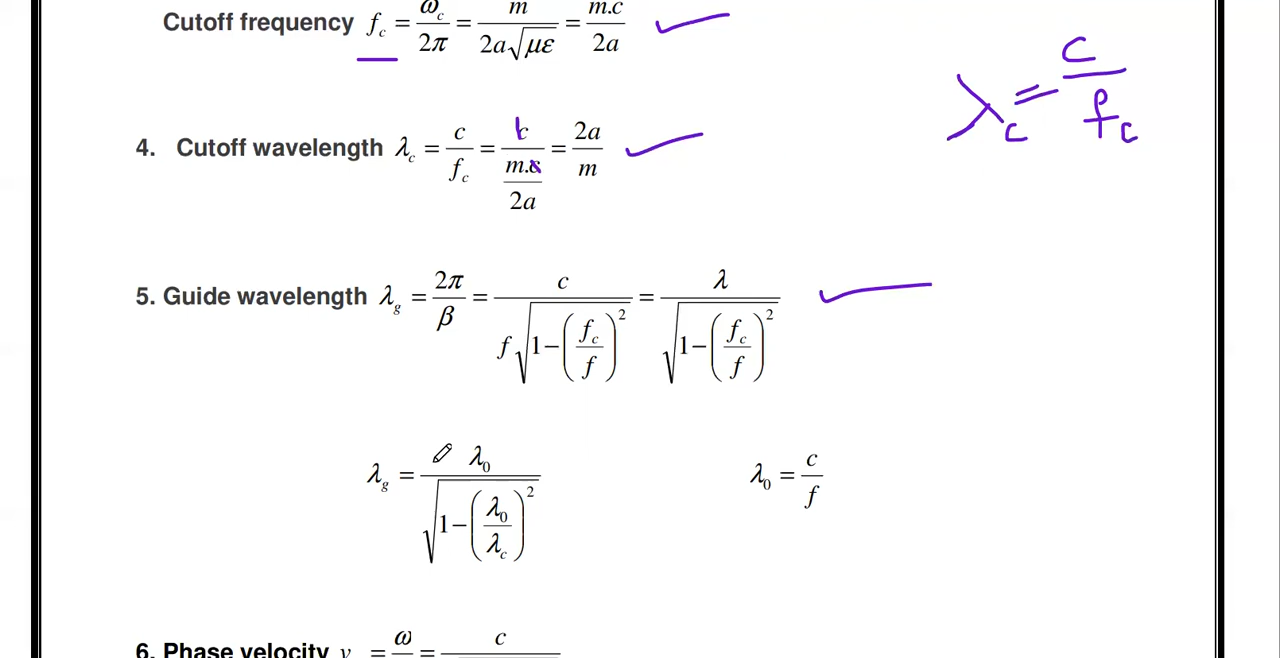 Cutoff frequency f_c = ω_c / 2π = m / 2a√με = m.c / 2a
λ_c = c / f_c
4. Cutoff wavelength λ_c = c / f_c = c / (m.c / 2a) = 2a / m
5. Guide wavelength λ_g = 2π / β = c / f√(1−(f_c / f)²) = λ / √(1−(f_c / f)²)
λ_g = λ_0 / √(1−(λ_0 / λ_c)²) λ_0 = c / f
6. Phase velocity v = ω = c